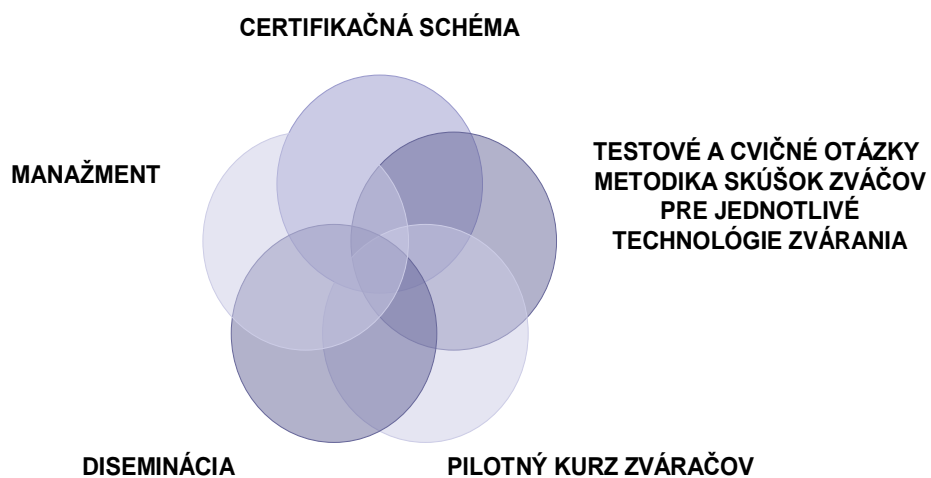 CERTIFIKAČNÁ SCHÉMA
MANAŽMENT
TESTOVÉ A CVIČNÉ OTÁZKY
METODIKA SKÚŠOK ZVÁČOV
PRE JEDNOTLIVÉ
TECHNOLÓGIE ZVÁRANIA
DISEMINÁCIA
PILOTNÝ KURZ ZVÁRAČOV